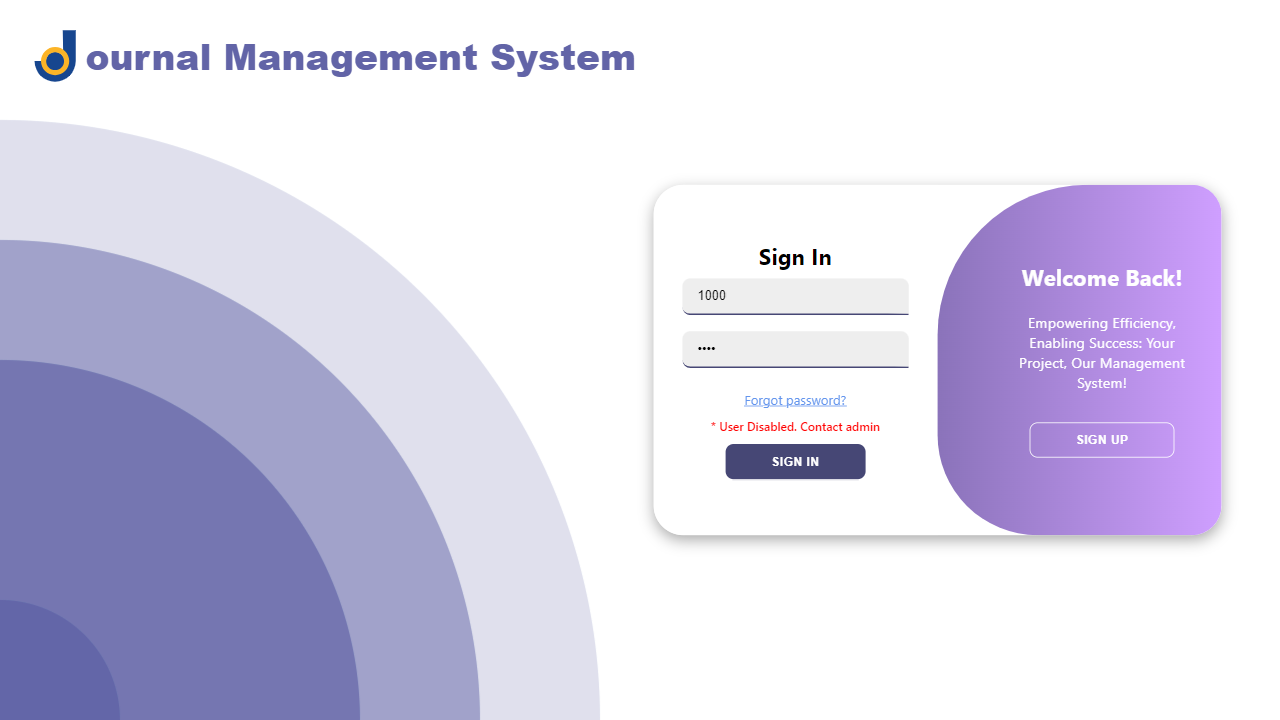 Journal Management System
Sign In
1000
••••
Forgot password?
* User Disabled. Contact admin
SIGN IN
Welcome Back!
Empowering Efficiency,
Enabling Success: Your
Project, Our Management
System!
SIGN UP